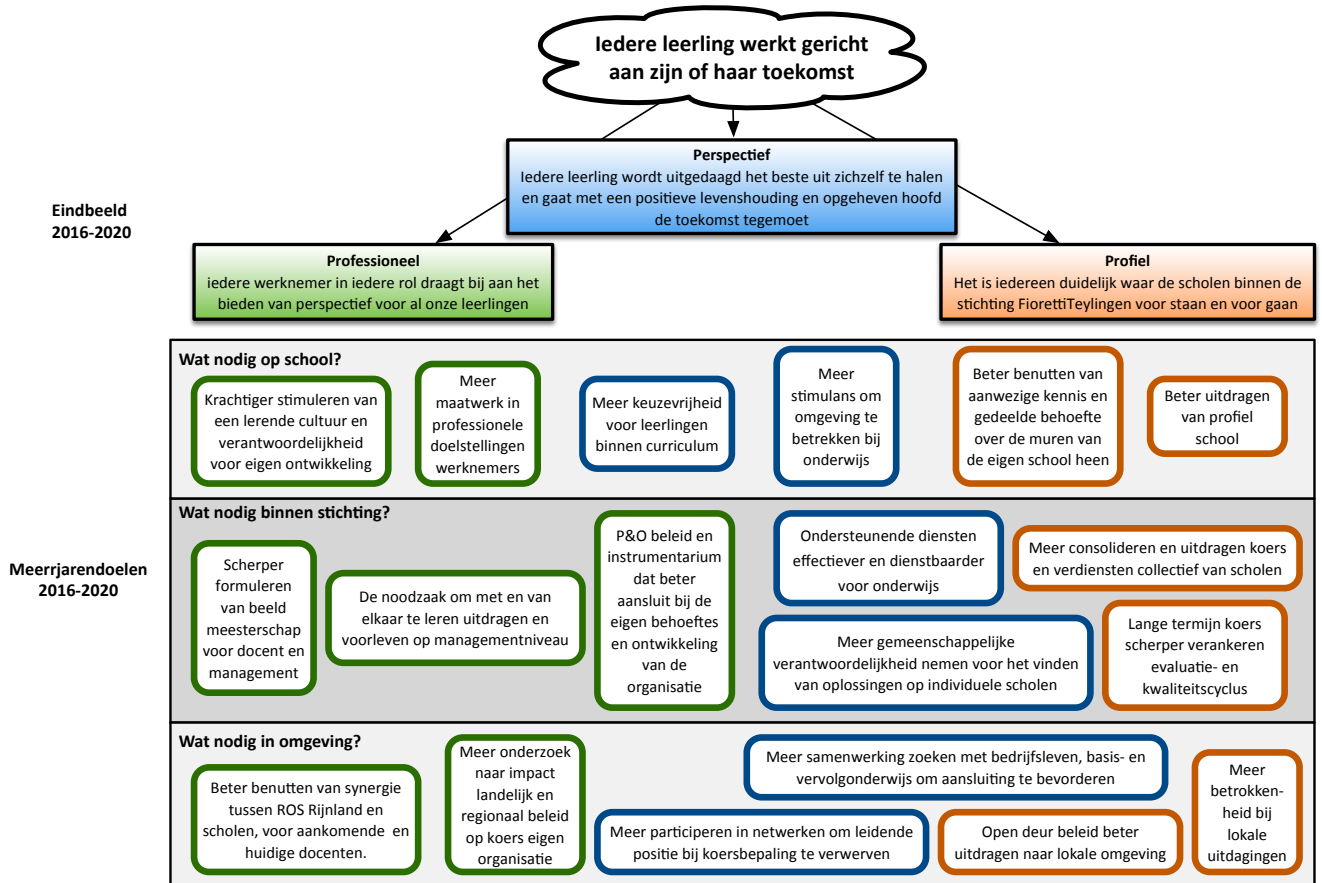 Iedere leerling werkt gericht
aan zijn of haar toekomst
Perspectief
Iedere leerling wordt uitgedaagd het beste uit zichzelf te halen
en gaat met een positieve levenshouding en opgeheven hoofd
de toekomst tegemoet
Eindbeeld
2016-2020
Professioneel
iedere werknemer in iedere rol draagt bij aan het
bieden van perspectief voor al onze leerlingen
Profiel
Het is iedereen duidelijk waar de scholen binnen de
stichting FiorettiTeylingen voor staan en voor gaan
Meerrjarendoelen
2016-2020
Wat nodig op school?
Krachtiger stimuleren van
een lerende cultuur en
verantwoordelijkheid
voor eigen ontwikkeling
Meer
maatwerk in
professionele
doelstellingen
werknemers
Meer keuzevrijheid
voor leerlingen
binnen curriculum
Meer
stimulans om
omgeving te
betrekken bij
onderwijs
Beter benutten van
aanwezige kennis en
gedeelde behoefte
over de muren van
de eigen school heen
Beter uitdragen
van profiel
school
Wat nodig binnen stichting?
Scherper
formuleren
van beeld
meesterschap
voor docent en
management
De noodzaak om met en van
elkaar te leren uitdragen en
voorleven op managementniveau
P&O beleid en
instrumentarium
dat beter
aansluit bij de
eigen behoeftes
en ontwikkeling
van de
organisatie
Ondersteunende diensten
effectiever en dienstbaarder
voor onderwijs
Meer gemeenschappelijke
verantwoordelijkheid nemen voor het vinden
van oplossingen op individuele scholen
Meer consolideren en uitdragen koers
en verdiensten collectief van scholen
Lange termijn koers
scherper verankeren
evaluatie- en
kwaliteitscyclus
Wat nodig in omgeving?
Beter benutten van synergie
tussen ROS Rijnland en
scholen, voor aankomende en
huidige docenten.
Meer onderzoek
naar impact
landelijk en
regionaal beleid
op koers eigen
organisatie
Meer samenwerking zoeken met bedrijfsleven, basis- en
vervolgonderwijs om aansluiting te bevorderen
Meer participeren in netwerken om leidende
positie bij koersbepaling te verwerven
Open deur beleid beter
uitdragen naar lokale omgeving
Meer
betrokken-
heid bij
lokale
uitdagingen